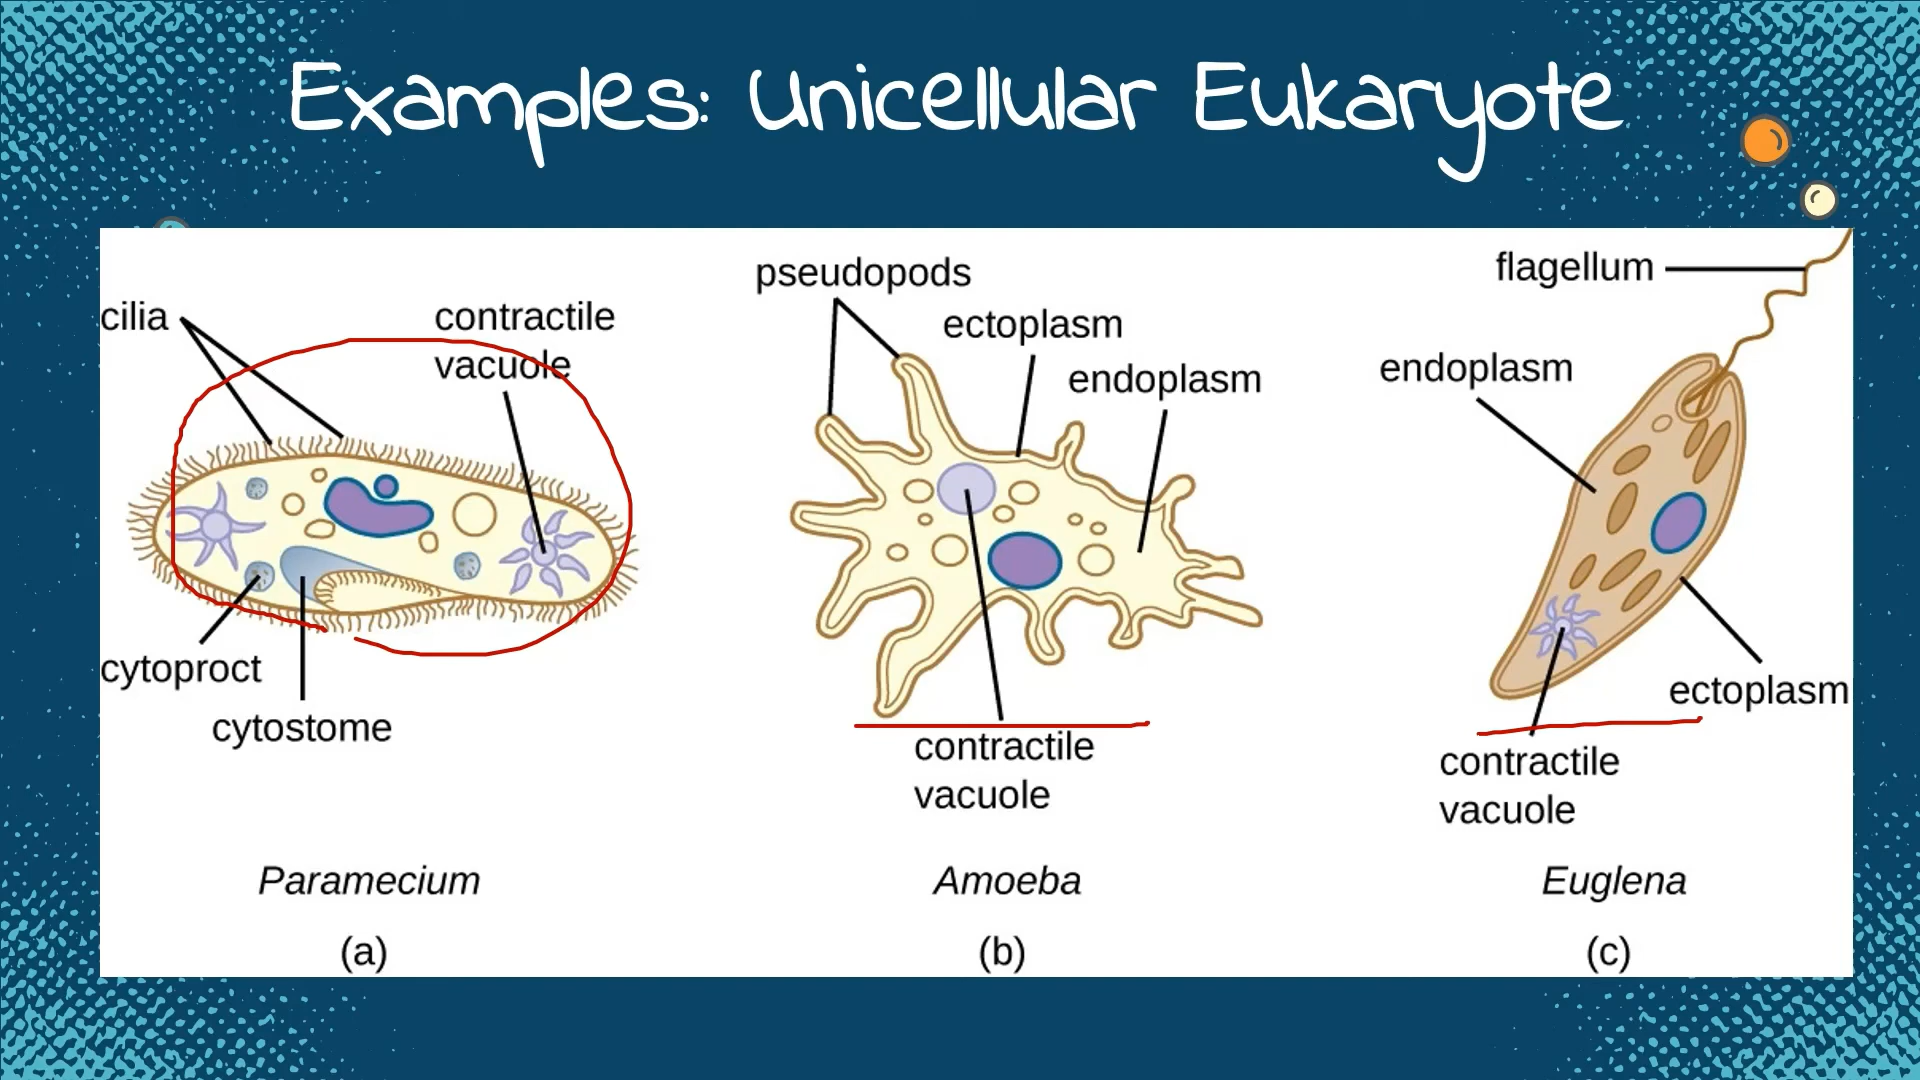 Examples: Unicellular Eukaryote
cilia
contractile
vacuole
cytoproct
cytostome
Paramecium
(a)
pseudopods
ectoplasm
endoplasm
contractile
vacuole
Amoeba
(b)
flagellum
endoplasm
ectoplasm
contractile
vacuole
Euglena
(c)